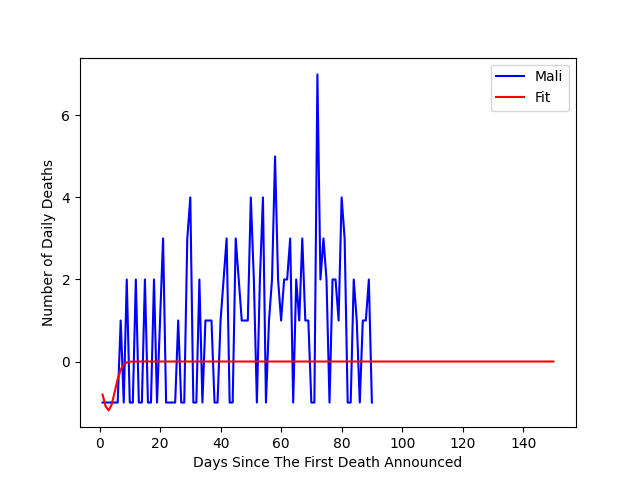 Mali
Fit
6
4
2
0
0 20 40 60 80 100 120 140
Number of Daily Deaths
Days Since The First Death Announced